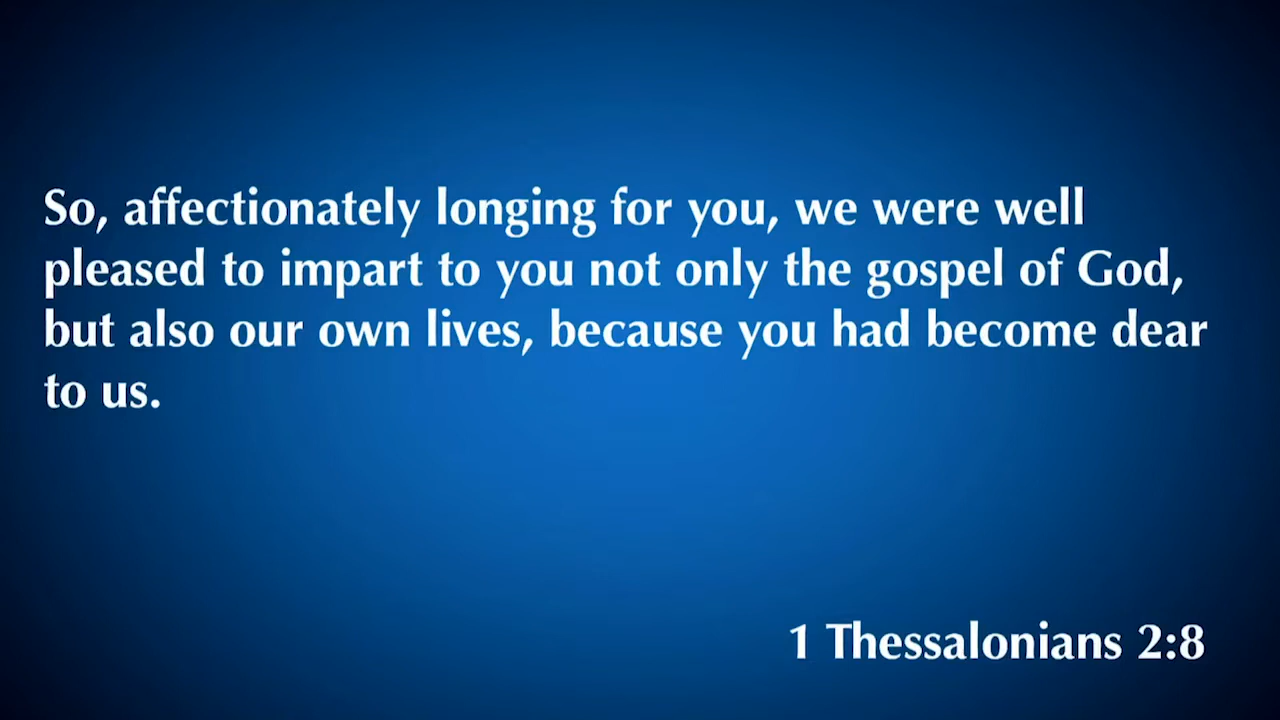 So, affectionately longing for you, we were well
pleased to impart to you not only the gospel of God,
but also our own lives, because you had become dear
to us.
1 Thessalonians 2:8